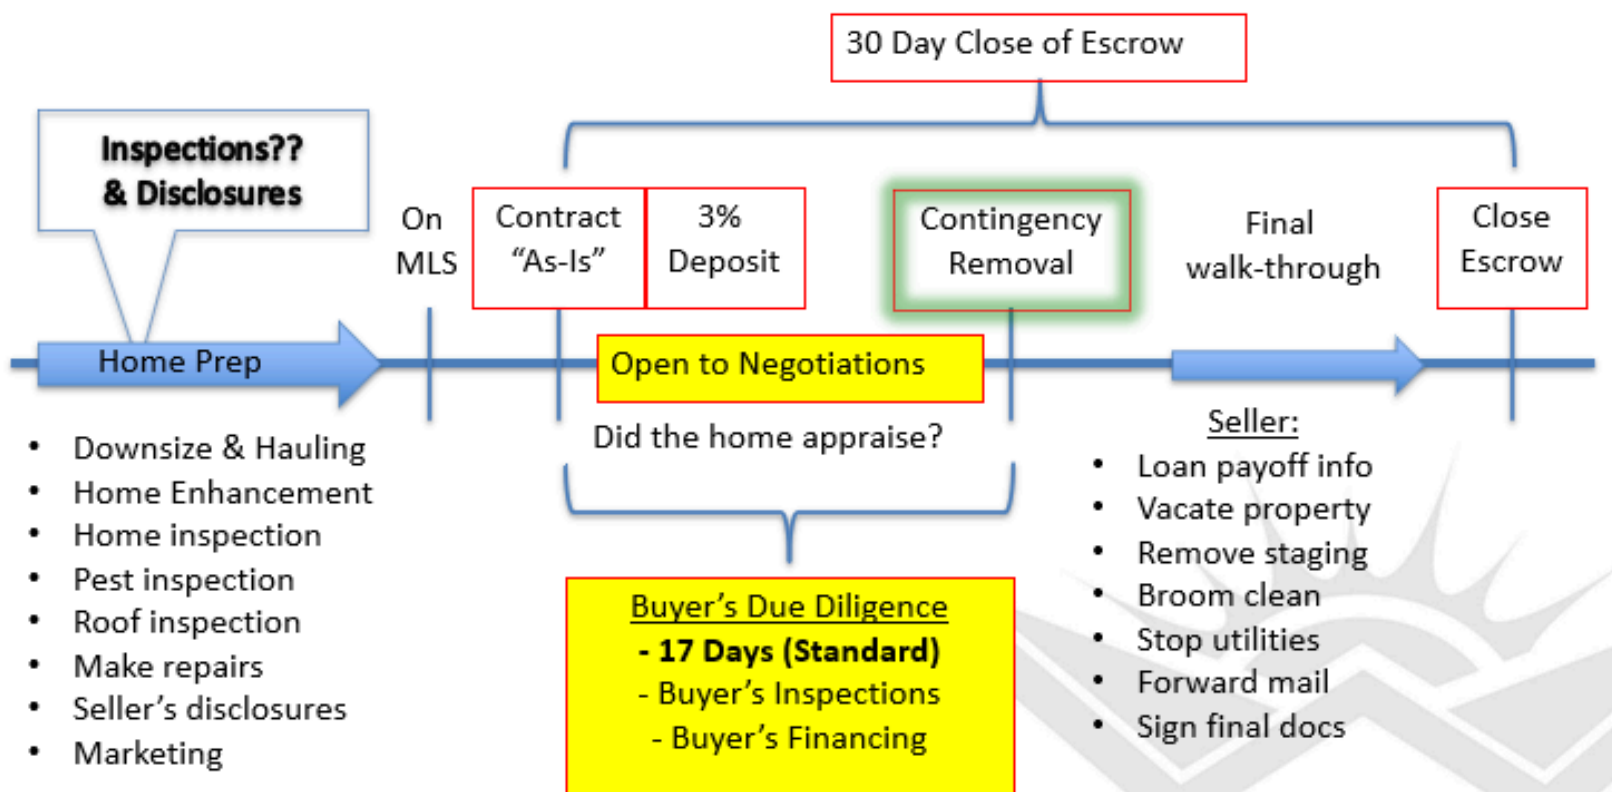 30 Day Close of Escrow
Inspections??
& Disclosures
On
MLS
Contract
“As-Is”
3%
Deposit
Contingency
Removal
Final
walk-through
Close
Escrow
Home Prep
Open to Negotiations
Did the home appraise?
• Downsize & Hauling
• Home Enhancement
• Home inspection
• Pest inspection
• Roof inspection
• Make repairs
• Seller’s disclosures
• Marketing
Buyer’s Due Diligence
- 17 Days (Standard)
- Buyer’s Inspections
- Buyer’s Financing
Seller:
• Loan payoff info
• Vacate property
• Remove staging
• Broom clean
• Stop utilities
• Forward mail
• Sign final docs